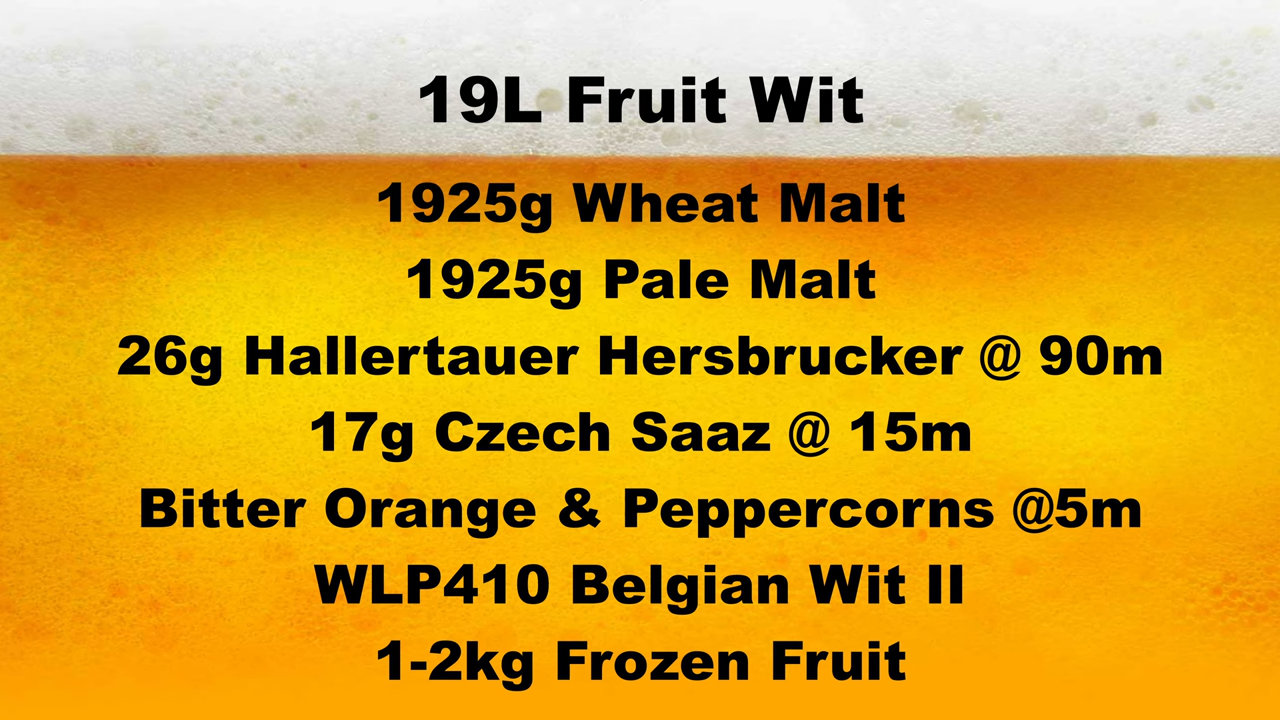 19L Fruit Wit
1925g Wheat Malt
1925g Pale Malt
26g Hallertauer Hersbrucker @ 90m
17g Czech Saaz @ 15m
Bitter Orange & Peppercorns @5m
WLP410 Belgian Wit II
1-2kg Frozen Fruit